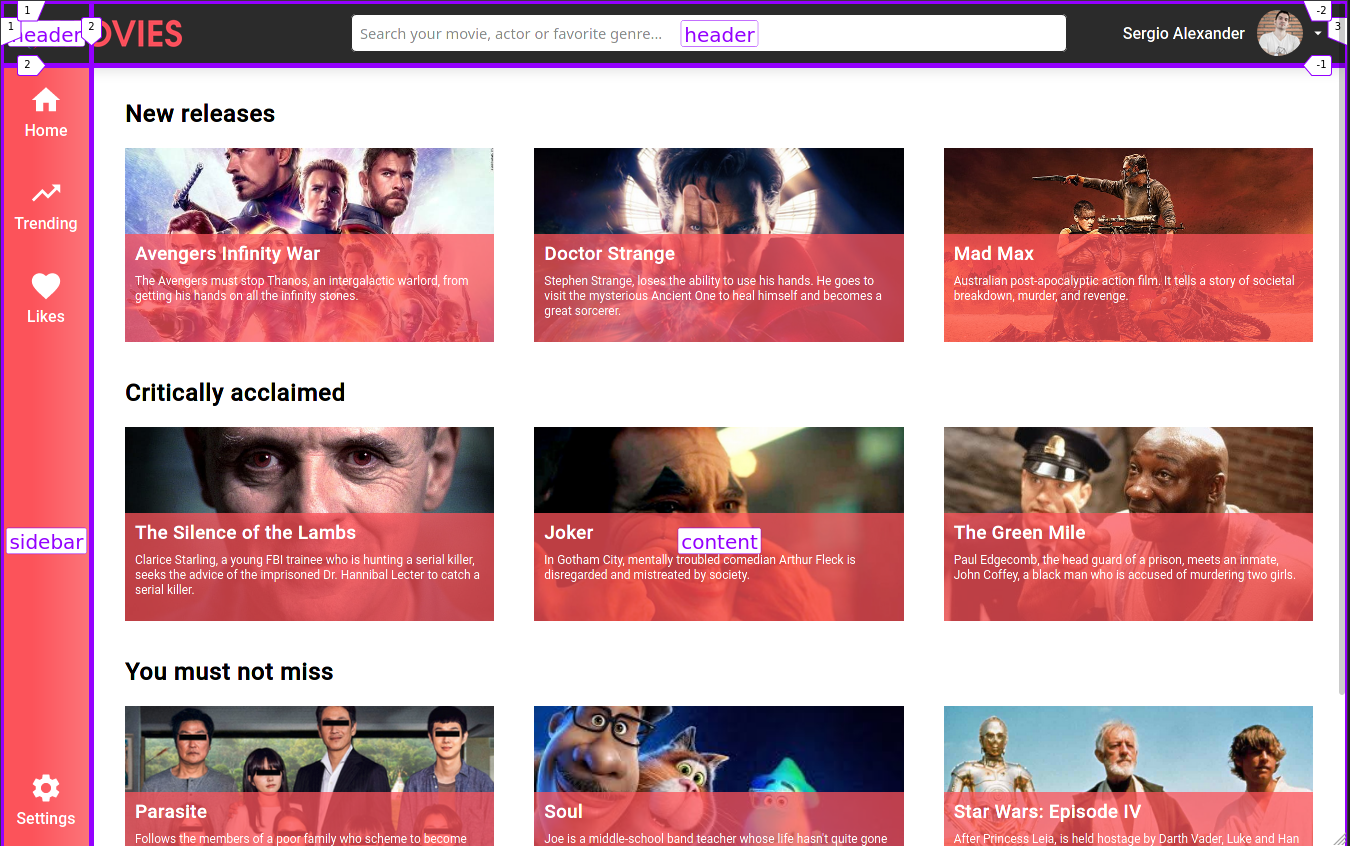 1
1
2
2
header
OVIES
Search your movie, actor or favorite genre...
header
Sergio Alexander
-2
3
-1
Home
Trending
Likes
sidebar
Settings
New releases
Avengers Infinity War
The Avengers must stop Thanos, an intergalactic warlord, from
getting his hands on all the infinity stones.
Doctor Strange
Stephen Strange, loses the ability to use his hands. He goes to
visit the mysterious Ancient One to heal himself and becomes a
great sorcerer.
Mad Max
Australian post-apocalyptic action film. It tells a story of societal
breakdown, murder, and revenge.
Critically acclaimed
The Silence of the Lambs
Clarice Starling, a young FBI trainee who is hunting a serial killer,
seeks the advice of the imprisoned Dr. Hannibal Lecter to catch a
serial killer.
Joker
content
In Gotham City, mentally troubled comedian Arthur Fleck is
disregarded and mistreated by society.
The Green Mile
Paul Edgecomb, the head guard of a prison, meets an inmate,
John Coffey, a black man who is accused of murdering two girls.
You must not miss
Parasite
Follows the members of a poor family who scheme to become
Soul
Joe is a middle-school band teacher whose life hasn't quite gone
Star Wars: Episode IV
After Princess Leia, is held hostage by Darth Vader, Luke and Han